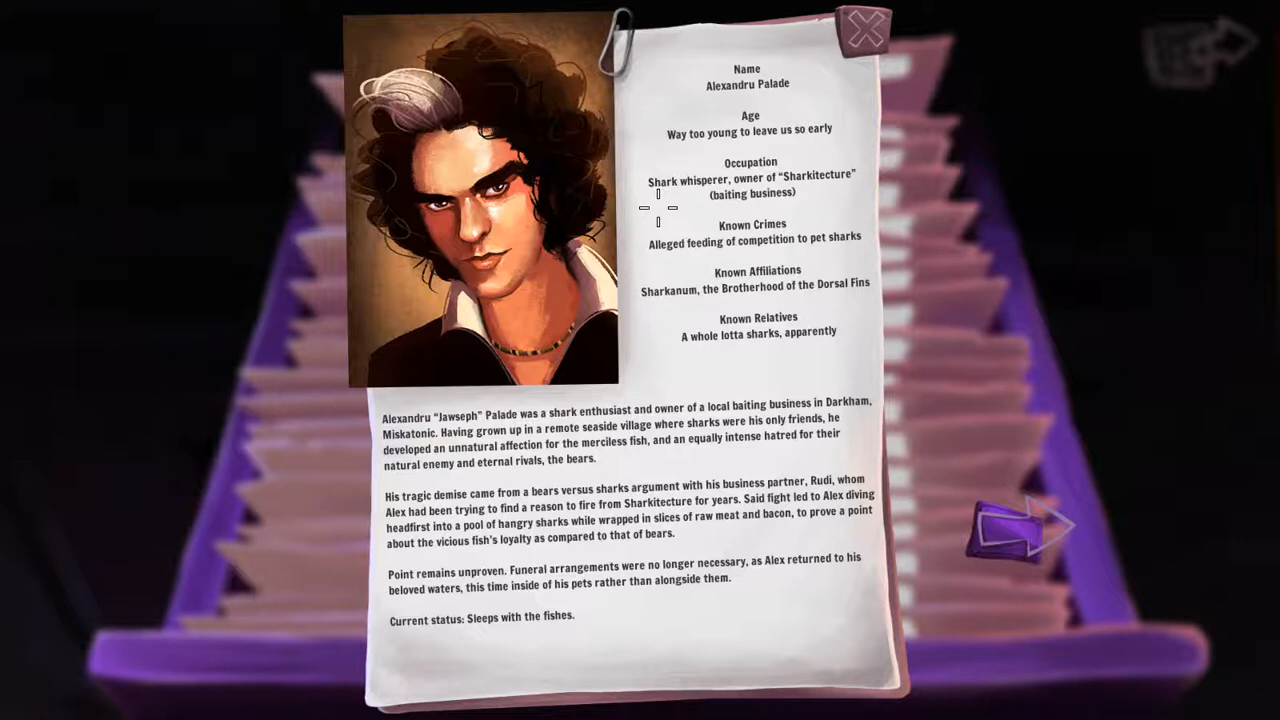 Name
Alexandru Palade
Age
Way too young to leave us so early
Occupation
Shark whisperer, owner of “Sharkitecture”
(baiting business)
Known Crimes
Alleged feeding of competition to pet sharks
Known Affiliations
Sharkanum, the Brotherhood of the Dorsal Fins
Known Relatives
A whole lotta sharks, apparently
Alexandru “Jawseph” Palade was a shark enthusiast and owner of a local baiting business in Darkham,
Miskatonic. Having grown up in a remote seaside village where sharks were his only friends, he
developed an unnatural affection for the merciless fish, and an equally intense hatred for their
natural enemy and eternal rivals, the bears.
His tragic demise came from a bears versus sharks argument with his business partner, Rudi, whom
Alex had been trying to find a reason to fire from Sharkitecture for years. Said fight led to Alex diving
headfirst into a pool of hangry sharks while wrapped in slices of raw meat and bacon, to prove a point
about the vicious fish’s loyalty as compared to that of bears.
Point remains unproven. Funeral arrangements were no longer necessary, as Alex returned to his
beloved waters, this time inside of his pets rather than alongside them.
Current status: Sleeps with the fishes.